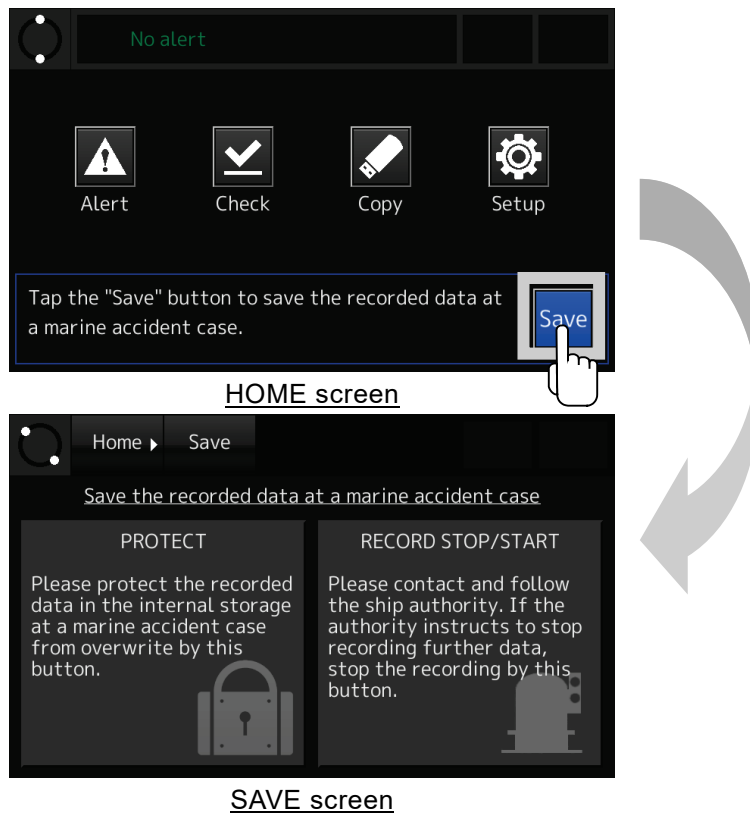 No alert
Alert Check Copy Setup
Tap the "Save" button to save the recorded data at
a marine accident case.
Save
HOME screen
Home Save
Save the recorded data at a marine accident case
PROTECT
Please protect the recorded
data in the internal storage
at a marine accident case
from overwrite by this
button.
RECORD STOP/START
Please contact and follow
the ship authority. If the
authority instructs to stop
recording further data,
stop the recording by this
button.
SAVE screen